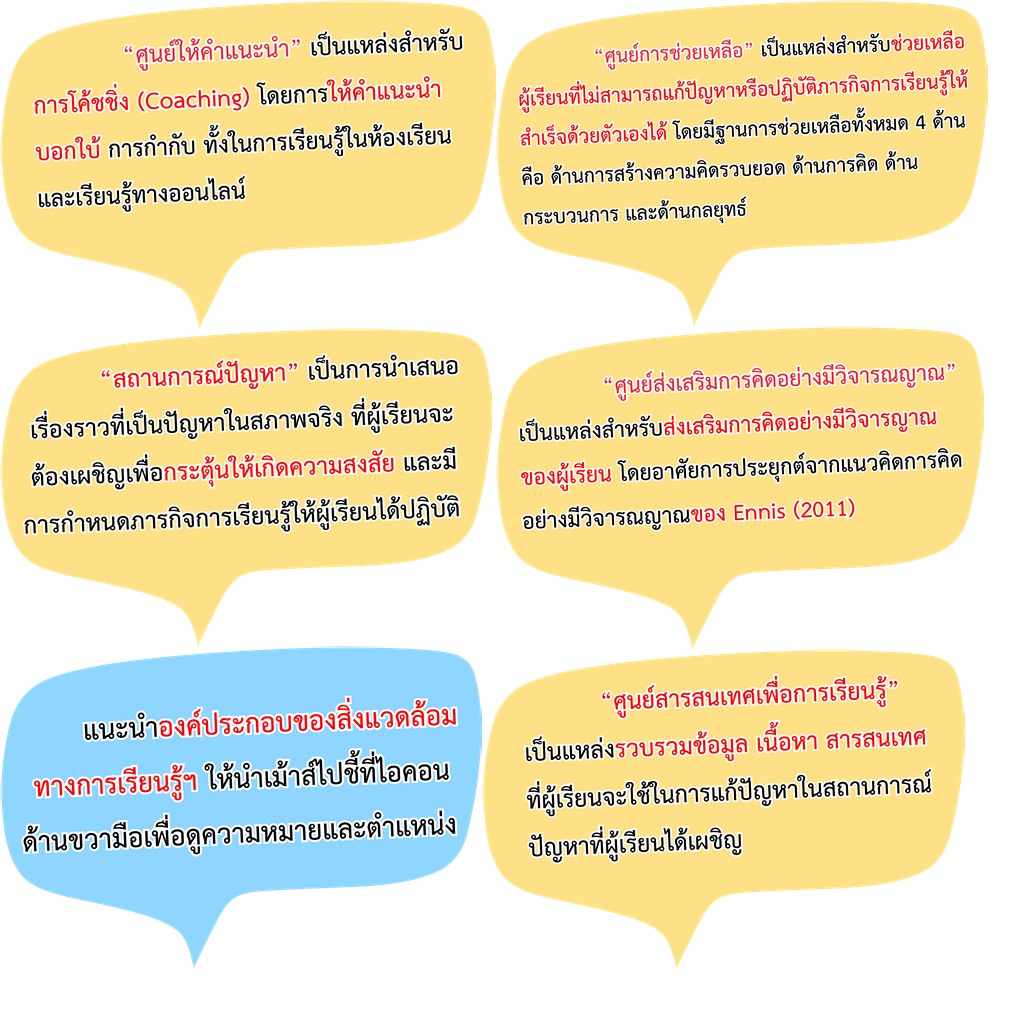 “ศูนย์ให้คำแนะนำ” เป็นแหล่งสำหรับ
การโค้ชชิ่ง (Coaching) โดยการให้คำแนะนำ
บอกใบ้ การกำกับ ทั้งในการเรียนรู้ในห้องเรียน
และเรียนรู้ทางออนไลน์
“ศูนย์การช่วยเหลือ” เป็นแหล่งสำหรับช่วยเหลือ
ผู้เรียนที่ไม่สามารถแก้ปัญหาหรือปฏิบัติภารกิจการเรียนรู้ให้
สำเร็จด้วยตัวเองได้ โดยมีฐานการช่วยเหลือทั้งหมด 4 ด้าน
คือ ด้านการสร้างความคิดรวบยอด ด้านการคิด ด้าน
กระบวนการ และด้านกลยุทธ์
“สถานการณ์ปัญหา” เป็นการนำเสนอ
เรื่องราวที่เป็นปัญหาในสภาพจริง ที่ผู้เรียนจะ
ต้องเผชิญเพื่อกระตุ้นให้เกิดความสงสัย และมี
การกำหนดภารกิจการเรียนรู้ให้ผู้เรียนได้ปฏิบัติ
“ศูนย์ส่งเสริมการคิดอย่างมีวิจารณญาณ”
เป็นแหล่งสำหรับส่งเสริมการคิดอย่างมีวิจารญาณ
ของผู้เรียน โดยอาศัยการประยุกต์จากแนวคิดการคิด
อย่างมีวิจารณญาณของ Ennis (2011)
แนะนำองค์ประกอบของสิ่งแวดล้อม
ทางการเรียนรู้ฯ ให้นำเม้าส์ไปชี้ที่ไอคอน
ด้านขวามือเพื่อดูความหมายและตำแหน่ง
“ศูนย์สารสนเทศเพื่อการเรียนรู้”
เป็นแหล่งรวบรวมข้อมูล เนื้อหา สารสนเทศ
ที่ผู้เรียนจะใช้ในการแก้ปัญหาในสถานการณ์
ปัญหาที่ผู้เรียนได้เผชิญ